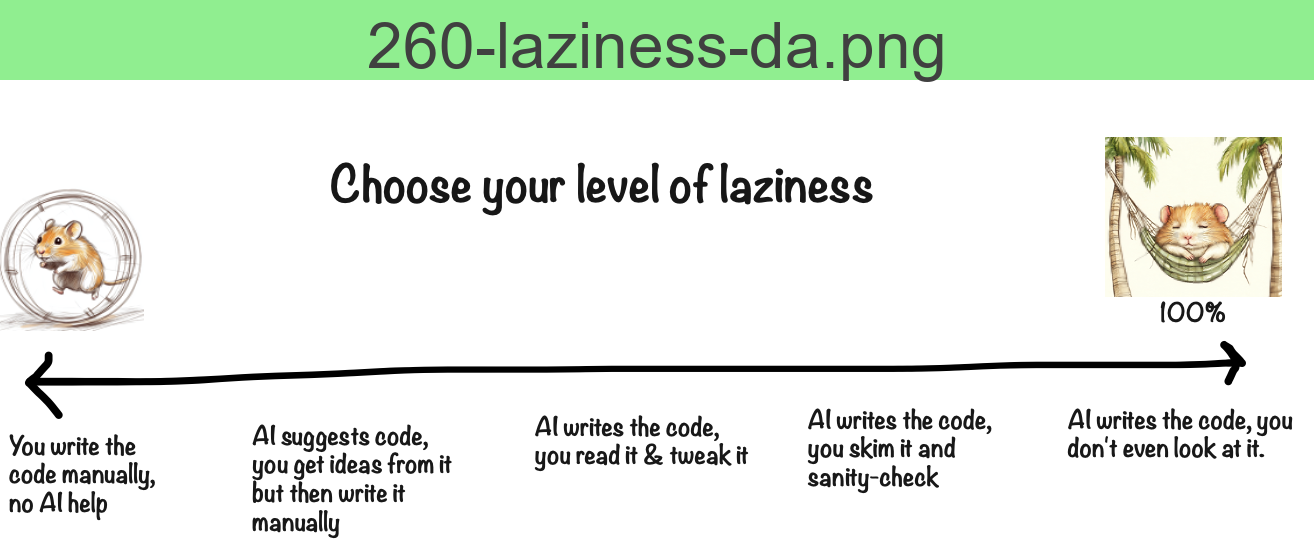 260-laziness-da.png
Choose your level of laziness
100%
You write the
code manually,
no AI help
AI suggests code,
you get ideas from it
but then write it
manually
AI writes the code,
you read it & tweak it
AI writes the code,
you skim it and
sanity-check
AI writes the code, you
don't even look at it.